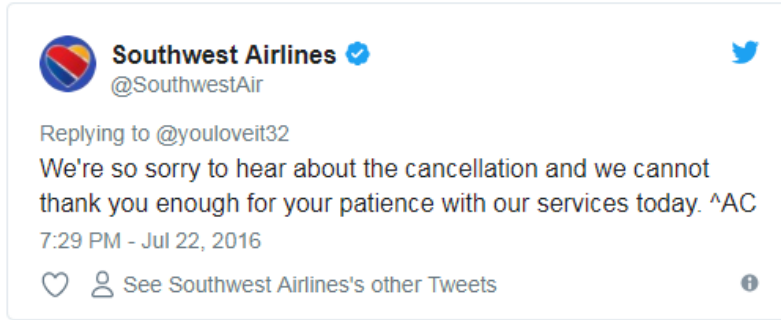 Southwest Airlines
@SouthwestAir
Replying to @youloveit32
We're so sorry to hear about the cancellation and we cannot
thank you enough for your patience with our services today. ^AC
7:29 PM - Jul 22, 2016
See Southwest Airlines's other Tweets